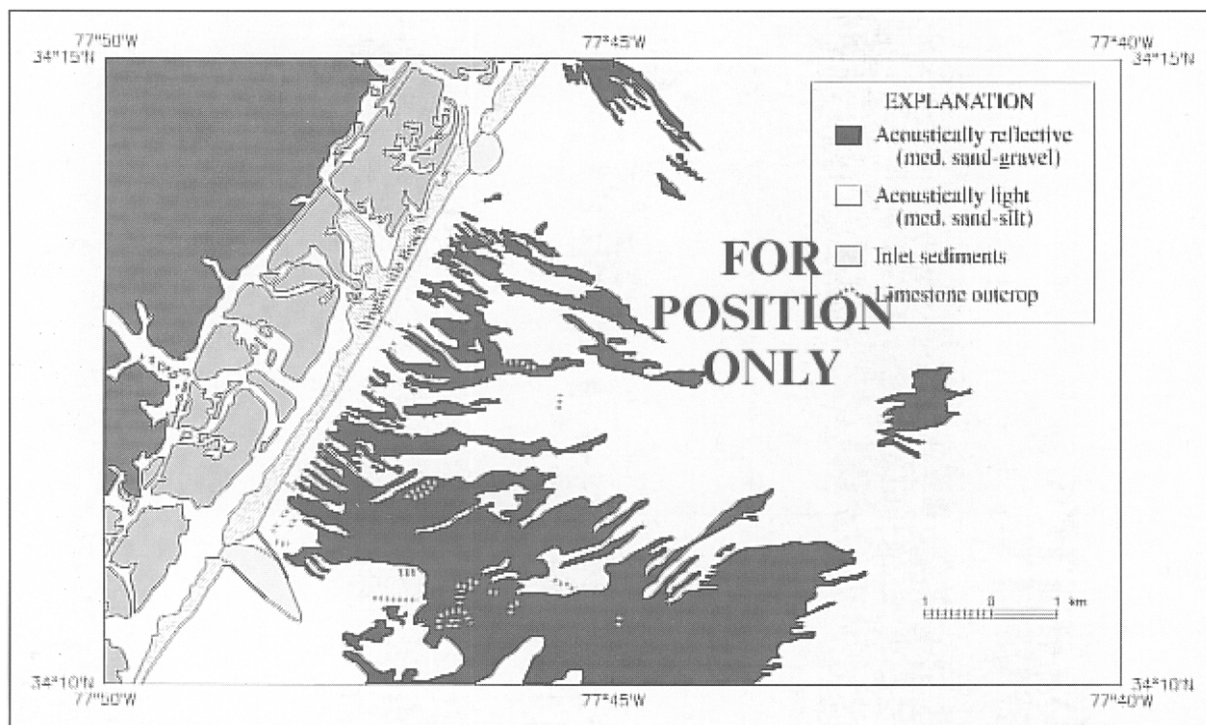 77°50'W 77°45'W 77°40'W
34°15'N 34°15'N
EXPLANATION
Acoustically reflective
(med. sand-gravel)
Acoustically light
(med. sand-silt)
Inlet sediments
Limestone outcrop
Wrightsville Beach
FOR
POSITION
ONLY
1 0 1 km
34°10'N 34°10'N
77°50'W 77°45'W 77°40'W